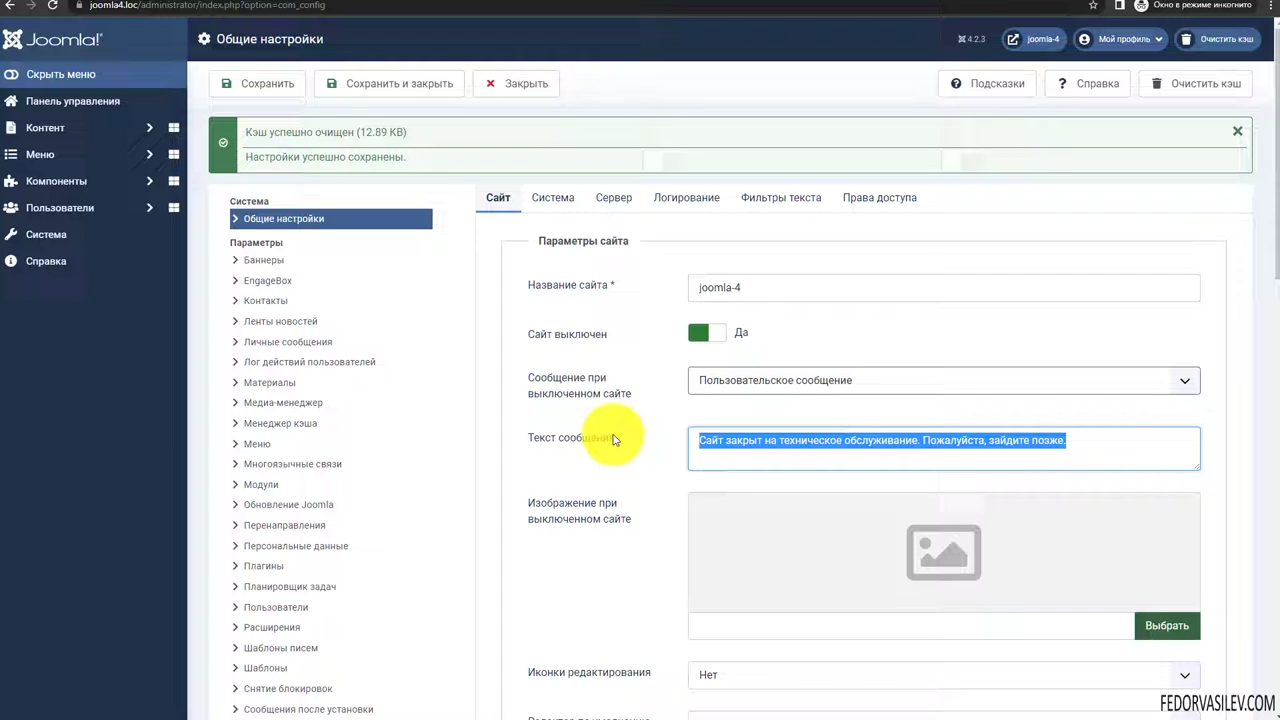 joomla4.loc/administrator/index.php?option=com_config
Окно в режиме инкогнито
Joomla!
Общие настройки
4.2.3
joomla-4
Мой профиль
Очистить кэш
Скрыть меню
Панель управления
Контент
Меню
Компоненты
Пользователи
Система
Справка
Сохранить
Сохранить и закрыть
Закрыть
Подсказки
? Справка
Очистить кэш
Кэш успешно очищен (12.89 KB)
Настройки успешно сохранены.
Система
Общие настройки
Параметры
Баннеры
EngageBox
Контакты
Ленты новостей
Личные сообщения
Лог действий пользователей
Материалы
Медиа-менеджер
Менеджер кэша
Меню
Многоязычные связи
Модули
Обновление Joomla
Перенаправления
Персональные данные
Плагины
Планировщик задач
Пользователи
Расширения
Шаблоны писем
Шаблоны
Снятие блокировок
Сообщения после установки
Сайт Система Сервер Логирование Фильтры текста Права доступа
Параметры сайта
Название сайта *
joomla-4
Сайт выключен
Да
Сообщение при
выключенном сайте
Пользовательское сообщение
Текст сообщения
Сайт закрыт на техническое обслуживание. Пожалуйста, зайдите позже.
Изображение при
выключенном сайте
Выбрать
Иконки редактирования
Нет
FEDORVASILEV.COM